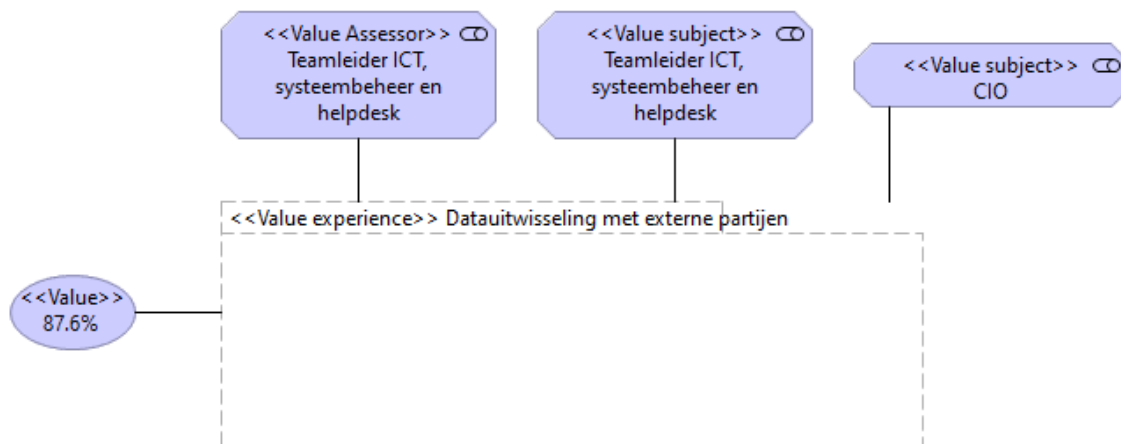 <<Value Assessor>>
Teamleider ICT,
systeembeheer en
helpdesk
<<Value subject>>
Teamleider ICT,
systeembeheer en
helpdesk
<<Value subject>>
CIO
<<Value experience>> Datauitwisseling met externe partijen
<<Value>>
87.6%